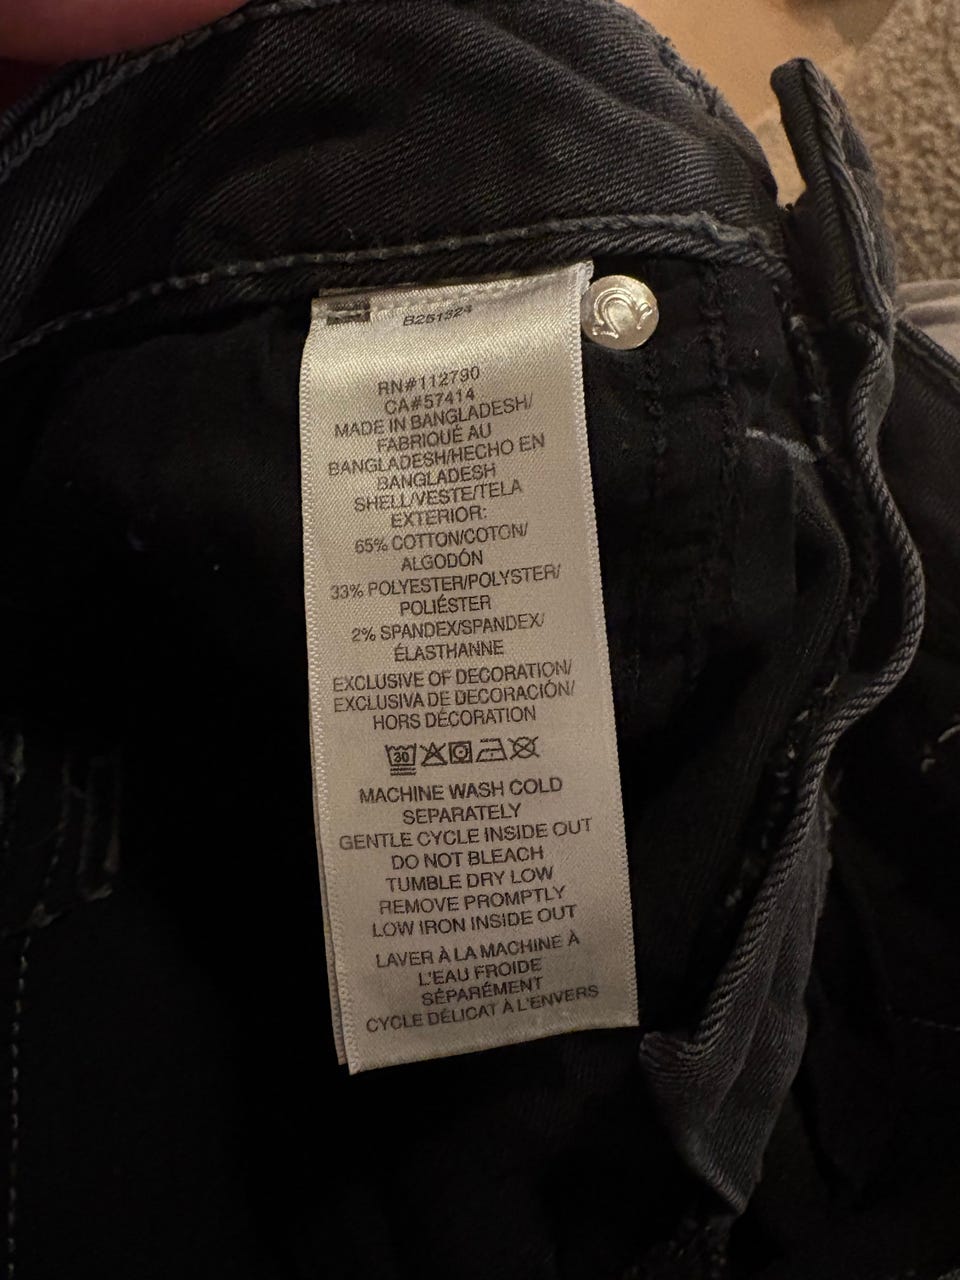 B251324
RN#112790
CA#57414
MADE IN BANGLADESH/
FABRIQUÉ AU
BANGLADESH/HECHO EN
BANGLADESH
SHELL/VESTE/TELA
EXTERIOR:
65% COTTON/COTON/
ALGODÓN
33% POLYESTER/POLYSTER/
POLIÉSTER
2% SPANDEX/SPANDEX/
ÉLASTHANNE
EXCLUSIVE OF DECORATION/
EXCLUSIVA DE DECORACIÓN/
HORS DÉCORATION
30
MACHINE WASH COLD
SEPARATELY
GENTLE CYCLE INSIDE OUT
DO NOT BLEACH
TUMBLE DRY LOW
REMOVE PROMPTLY
LOW IRON INSIDE OUT
LAVER À LA MACHINE À
L'EAU FROIDE
SÉPARÉMENT
CYCLE DÉLICAT À L'ENVERS